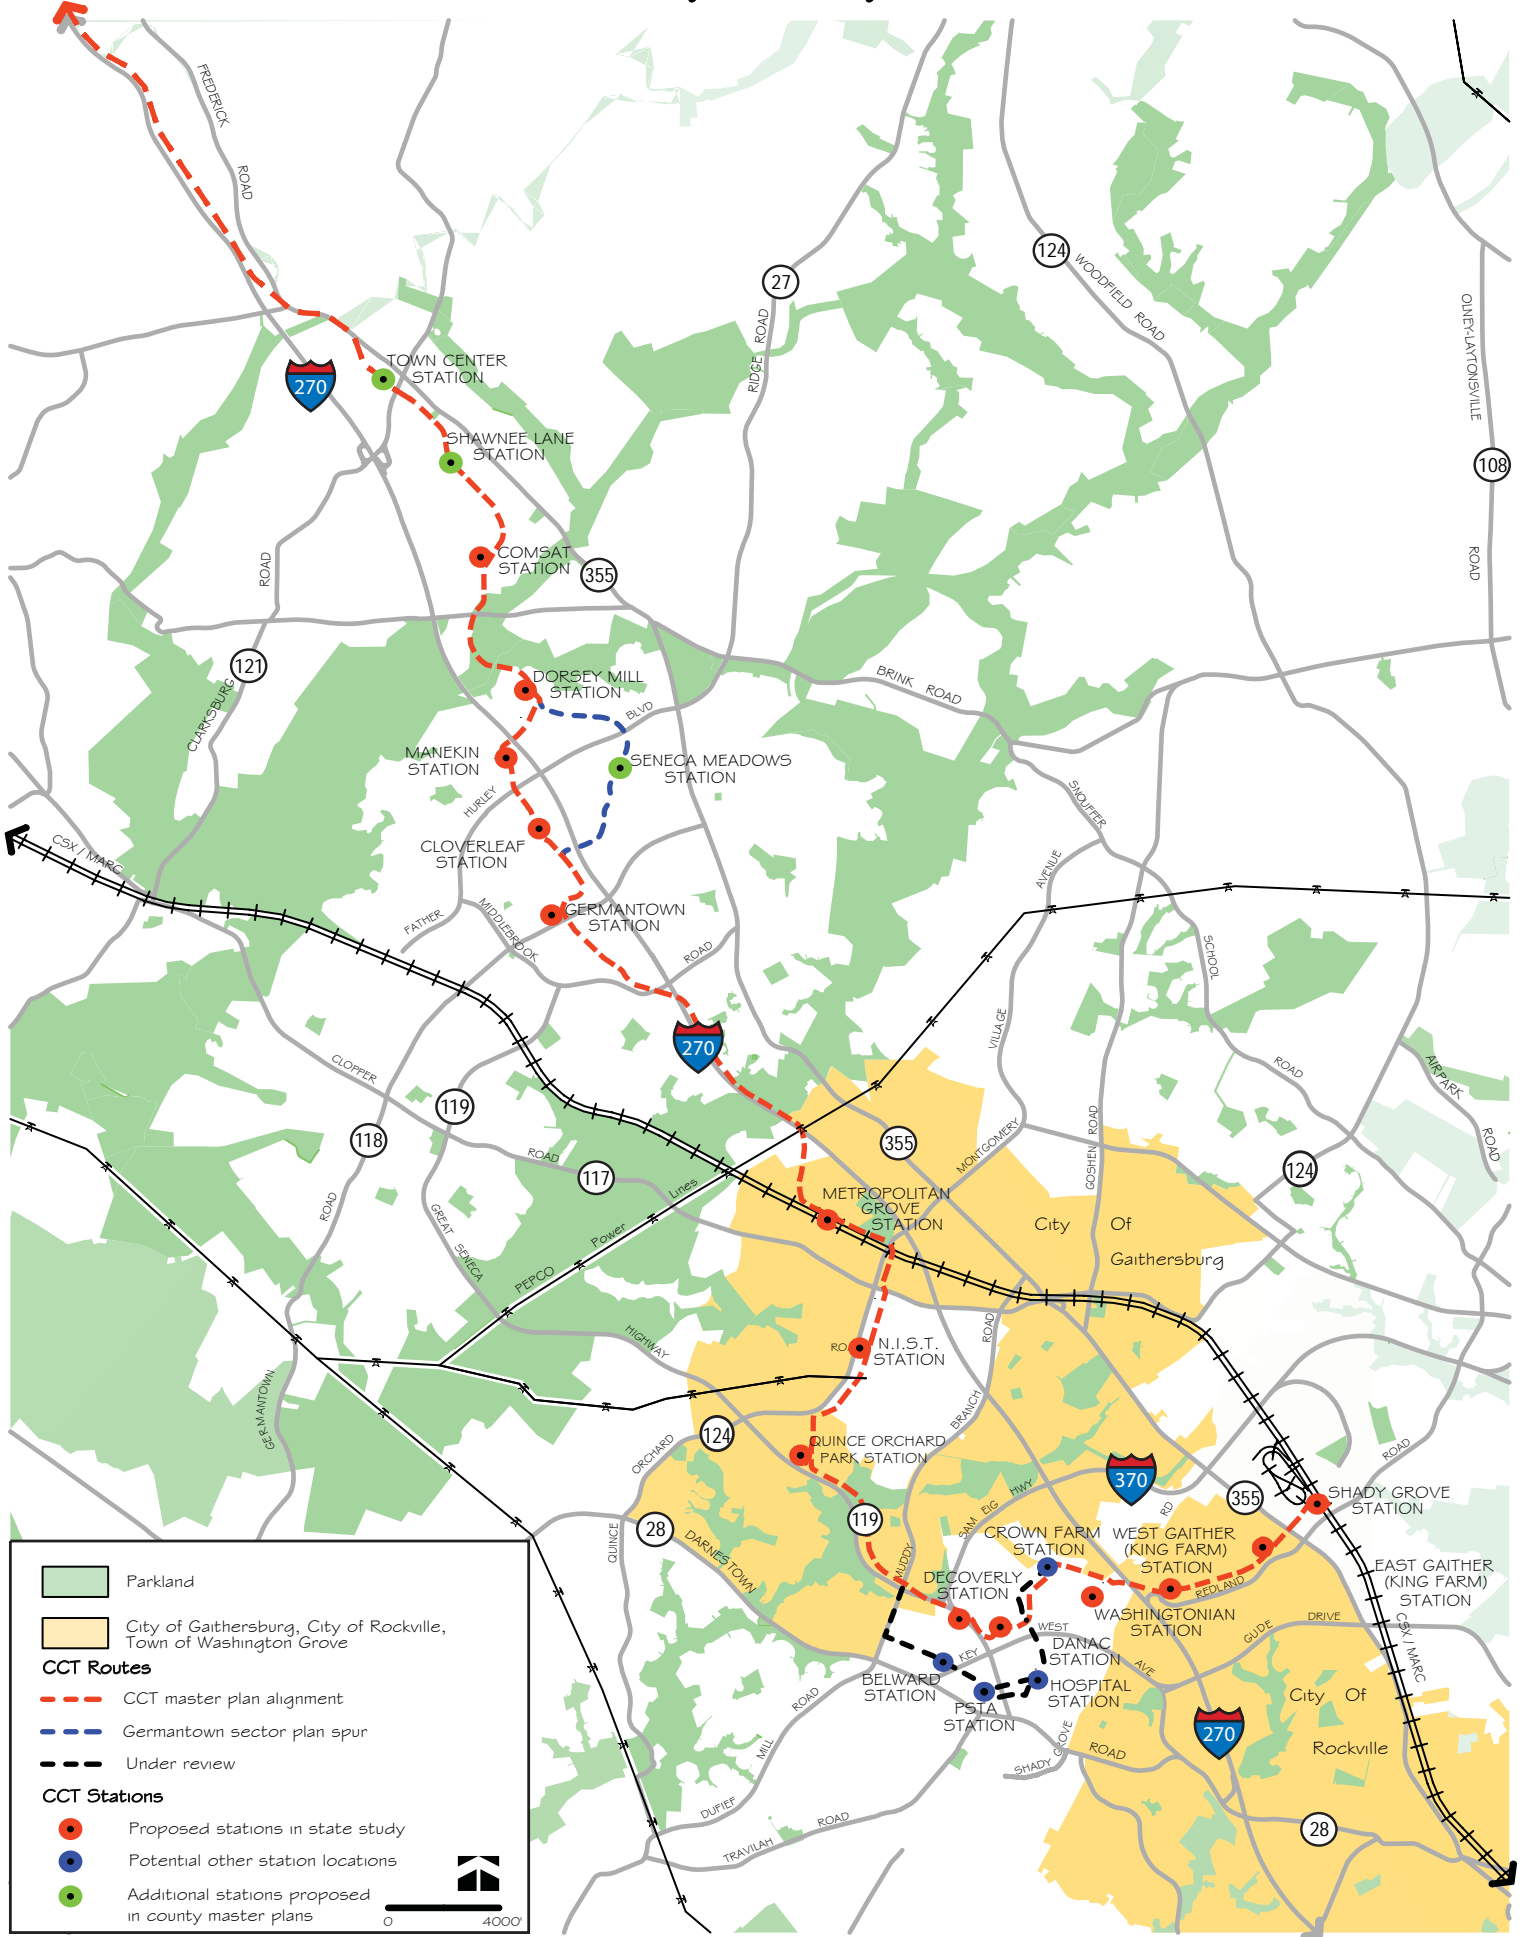 FREDERICK
ROAD
124
WOODFIELD ROAD
27
RIDGE ROAD
OLNEY-LAYTONSVILLE
ROAD
108
270
TOWN CENTER
STATION
SHAWNEE LANE
STATION
COMSAT
STATION
355
ROAD
121
CLARKSBURG
DORSEY MILL
STATION
BLVD
BRINK ROAD
MANEKIN
STATION
SENECA MEADOWS
STATION
HURLEY
SNOUFFER
CLOVERLEAF
STATION
CSX / MARC
AVENUE
FATHER
MIDDLEBROOK
GERMANTOWN
STATION
ROAD
SCHOOL
VILLAGE
270
ROAD
AIRPARK
ROAD
CLOPPER
119
118
ROAD
117
355
MONTGOMERY
GOSHEN ROAD
124
METROPOLITAN
GROVE
STATION
City Of
Gaithersburg
ROAD
GREAT SENECA
PEPCO Power Lines
HIGHWAY
RO
N.I.S.T.
STATION
ROAD
GERMANTOWN
BRANCH
124
ORCHARD
QUINCE ORCHARD
PARK STATION
370
ROAD
355
SHADY GROVE
STATION
SAM EIG HWY
RD
119
28
QUINCE
DARNESTOWN
MUDDY
CROWN FARM
STATION
WEST GAITHER
(KING FARM)
STATION
EAST GAITHER
(KING FARM)
STATION
DECOVERLY
STATION
REDLAND
WASHINGTONIAN
STATION
GUDE
DRIVE
CSX / MARC
WEST
DANAC
STATION
KEY
AVE
BELWARD
STATION
HOSPITAL
STATION
PSTA
STATION
City Of
Rockville
270
ROAD
MILL
SHADY GROVE
ROAD
DUFIEF
TRAVILAH
ROAD
28
Parkland
City of Gaithersburg, City of Rockville,
Town of Washington Grove
CCT Routes
CCT master plan alignment
Germantown sector plan spur
Under review
CCT Stations
Proposed stations in state study
Potential other station locations
Additional stations proposed
in county master plans
0 4000'